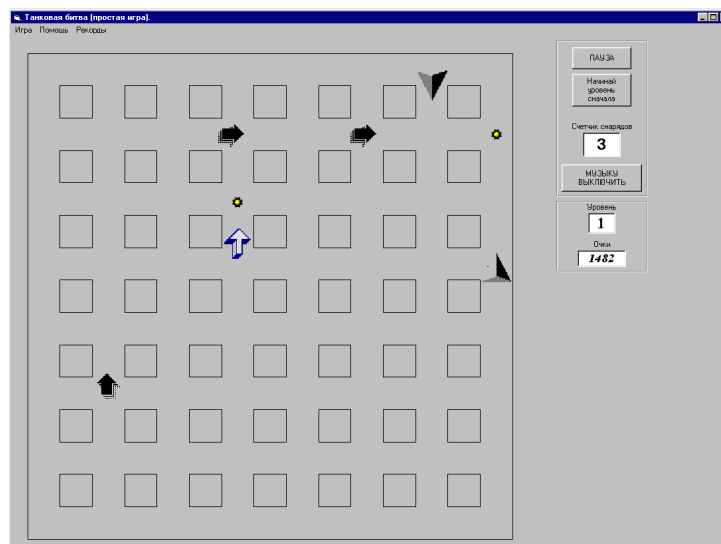 Танковая битва (простая игра).
Игра Помощь Рекорды
ПАУЗА
Начинай
уровень
сначала
Счетчик снарядов
3
МУЗЫКУ
ВЫКЛЮЧИТЬ
Уровень
1
Очки
1482